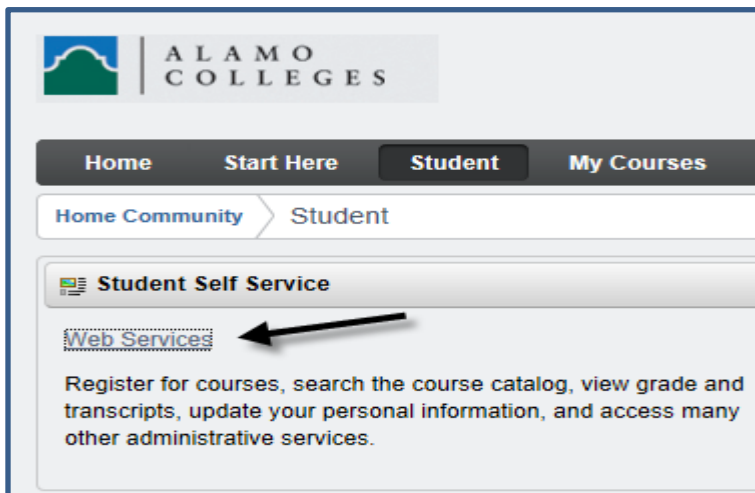 ALAMO
COLLEGES
Home Start Here Student My Courses
Home Community Student
Student Self Service
Web Services
Register for courses, search the course catalog, view grade and
transcripts, update your personal information, and access many
other administrative services.